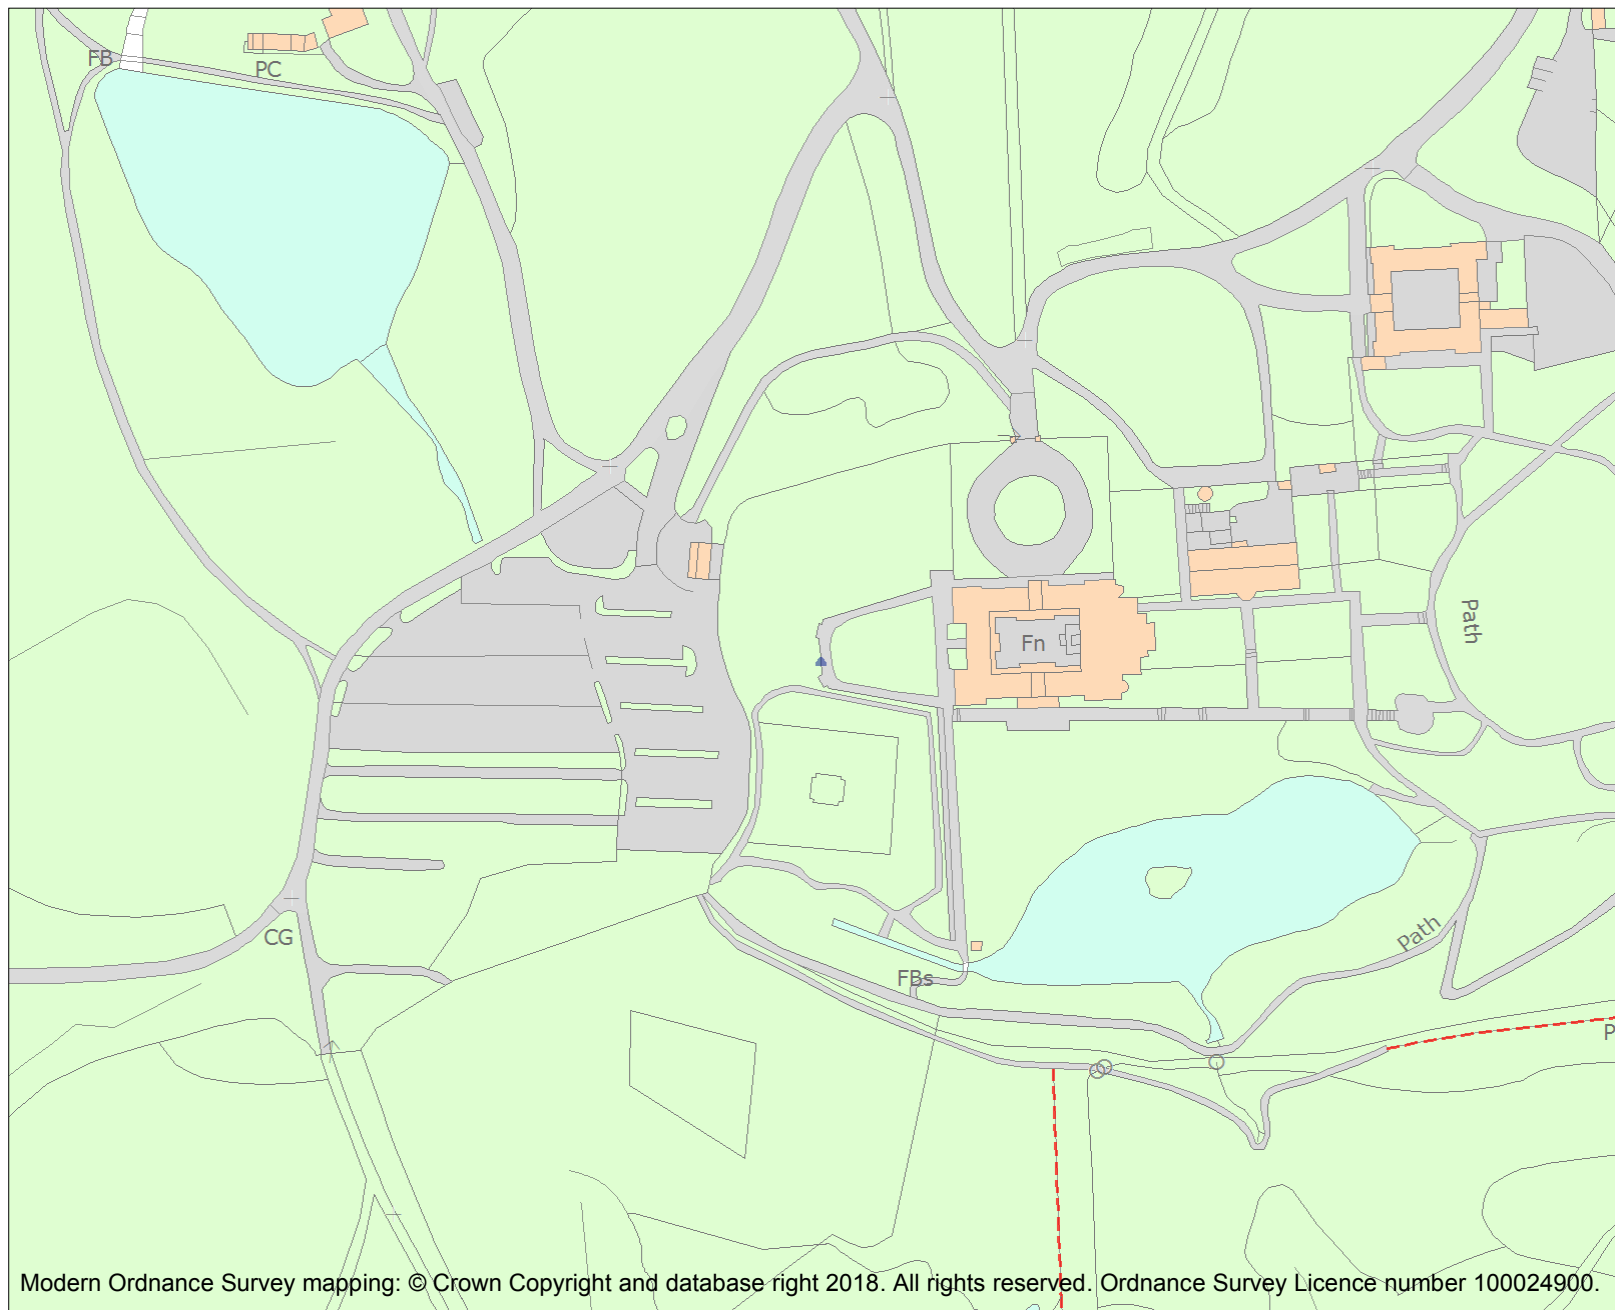 FB
PC
Fn
Path
CG
Path
FBs
P
Modern Ordnance Survey mapping: © Crown Copyright and database right 2018. All rights reserved. Ordnance Survey Licence number 100024900.